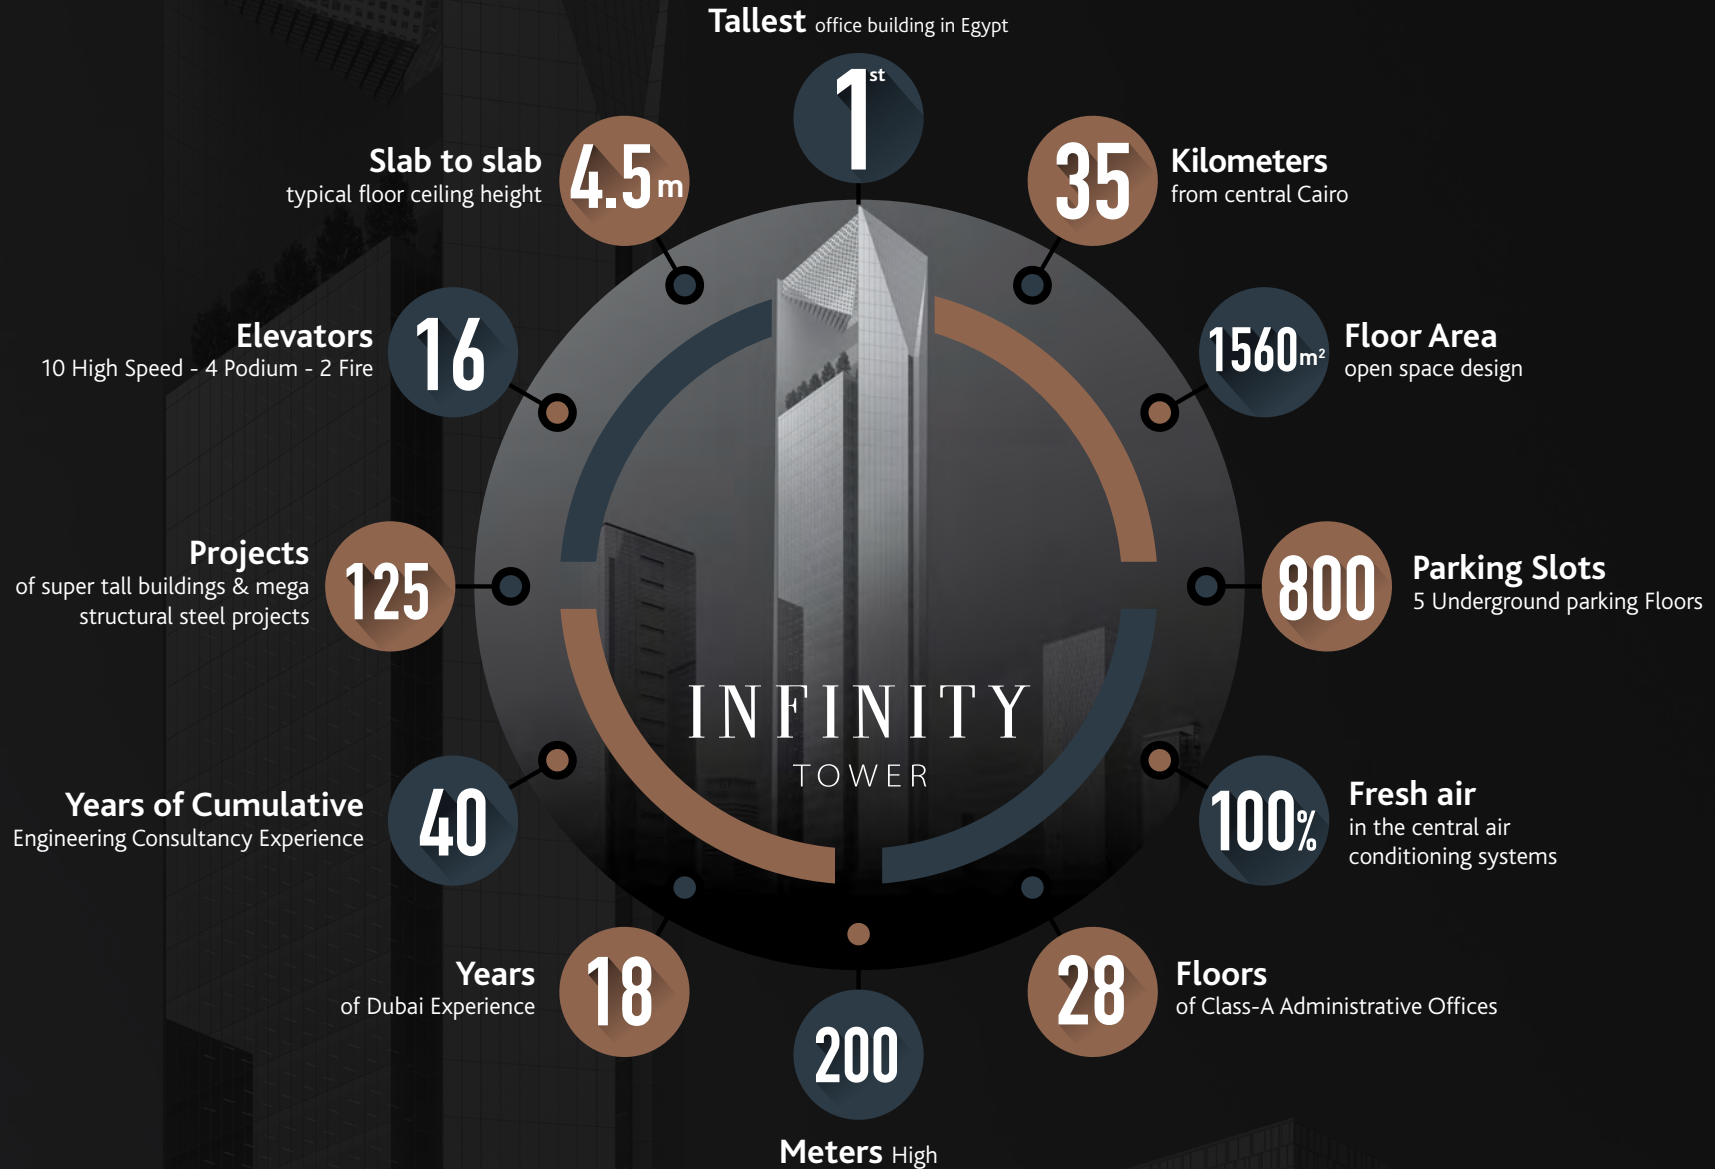 Tallest office building in Egypt
1st
35
Kilometers
from central Cairo
1560m²
Floor Area
open space design
800
Parking Slots
5 Underground parking Floors
100%
Fresh air
in the central air
conditioning systems
28
Floors
of Class-A Administrative Offices
200
Meters High
18
Years
of Dubai Experience
40
Years of Cumulative
Engineering Consultancy Experience
125
Projects
of super tall buildings & mega
structural steel projects
16
Elevators
10 High Speed - 4 Podium - 2 Fire
4.5m
Slab to slab
typical floor ceiling height
INFINITY
TOWER